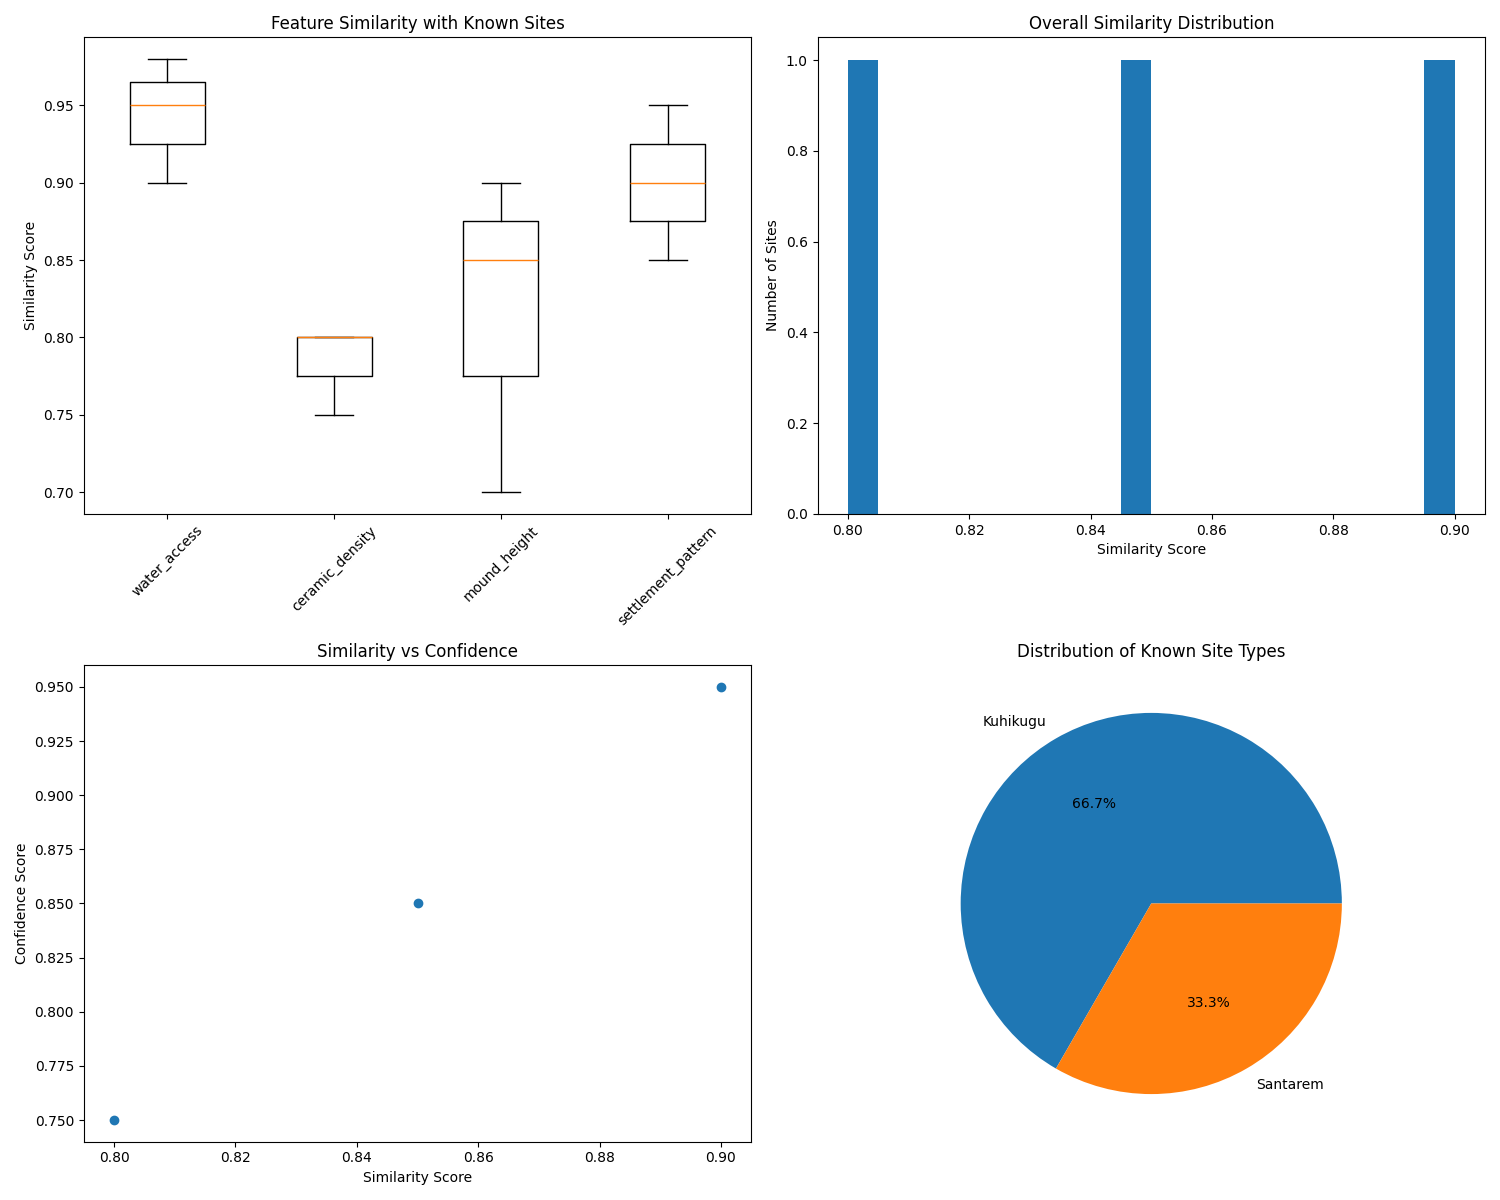 Feature Similarity with Known Sites
Similarity Score
0.95
0.90
0.85
0.80
0.75
0.70
water_access
ceramic_density
mound_height
settlement_pattern
Overall Similarity Distribution
Number of Sites
1.0
0.8
0.6
0.4
0.2
0.0
0.80
0.82
0.84
0.86
0.88
0.90
Similarity Score
Similarity vs Confidence
Confidence Score
0.950
0.925
0.900
0.875
0.850
0.825
0.800
0.775
0.750
0.80
0.82
0.84
0.86
0.88
0.90
Similarity Score
Distribution of Known Site Types
Kuhikugu
66.7%
33.3%
Santarem